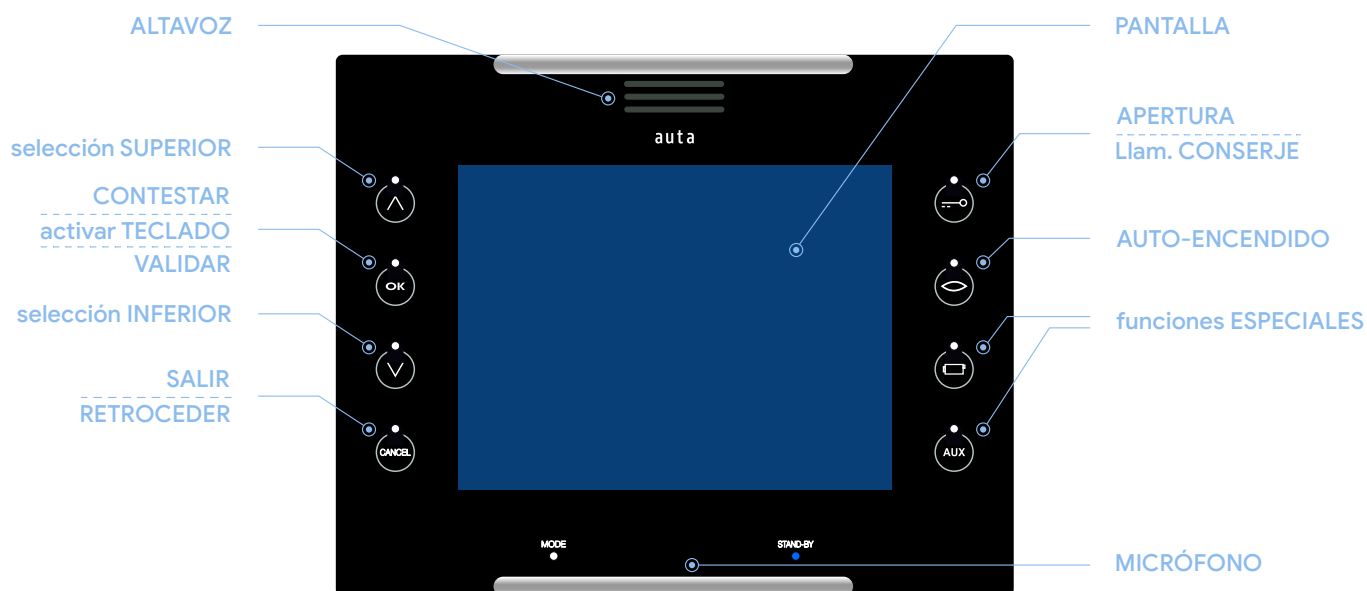 ALTAVOZ
PANTALLA
auta
selección SUPERIOR
APERTURA
Llam. CONSERJE
CONTESTAR
activar TECLADO
VALIDAR
OK
AUTO-ENCENDIDO
selección INFERIOR
funciones ESPECIALES
SALIR
RETROCEDER
CANCEL
AUX
MODE
STAND-BY
MICRÓFONO